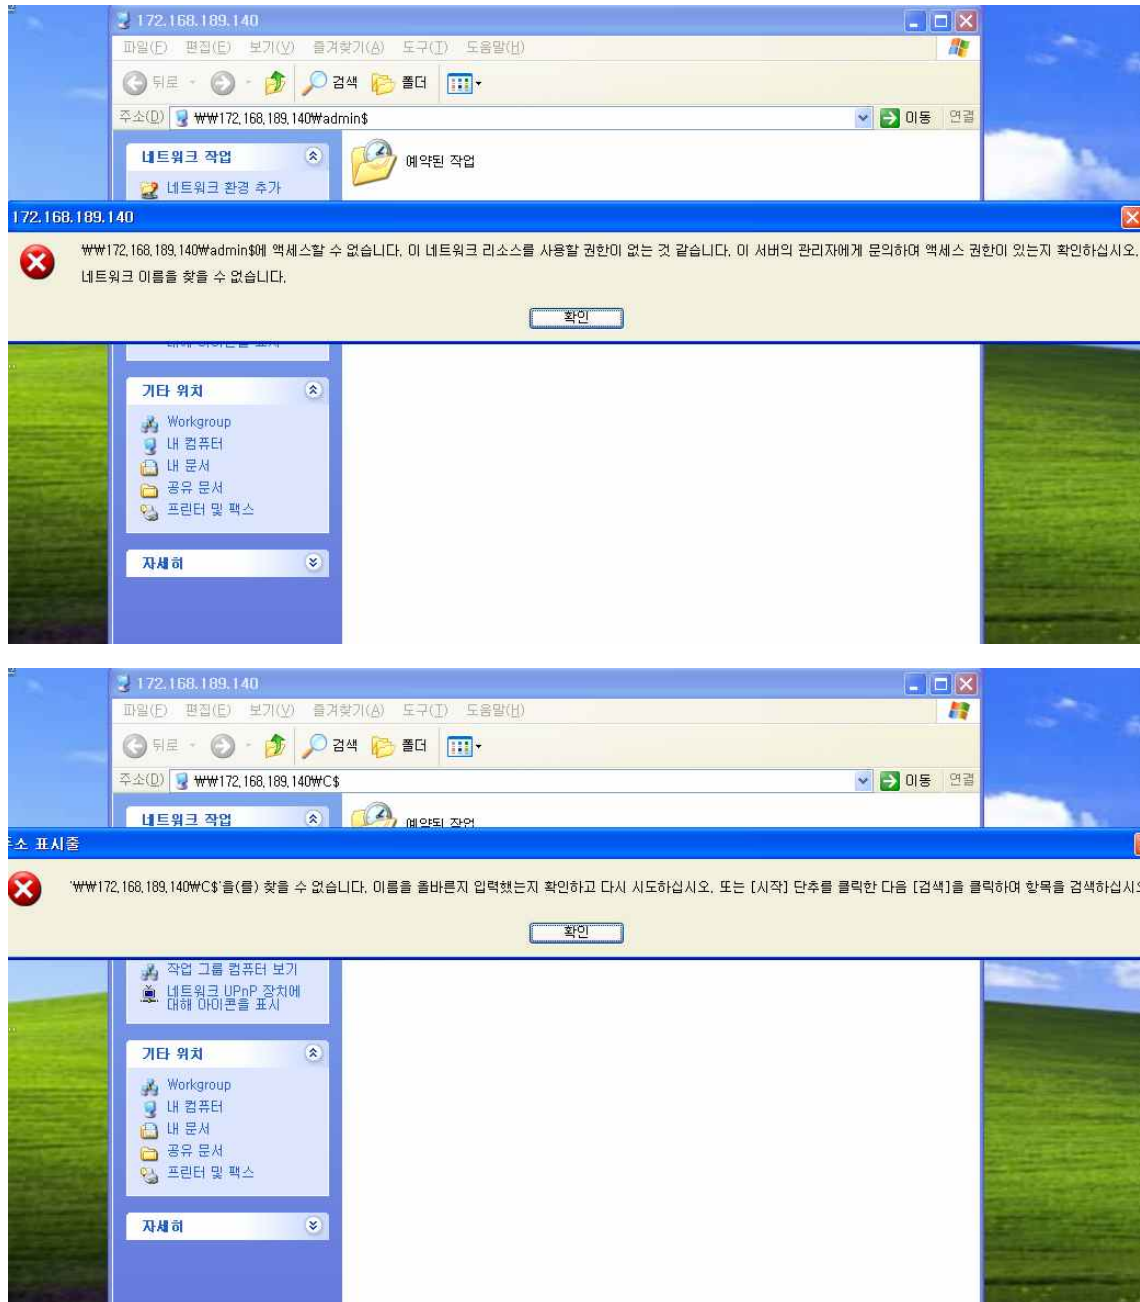 172.168.189.140
파일(F) 편집(E) 보기(V) 즐겨찾기(A) 도구(T) 도움말(H)
뒤로 검색 폴더
주소(D) ₩₩172.168.189.140₩admin$ 이동 연결
네트워크 작업
예약된 작업
네트워크 환경 추가
172.168.189.140
₩₩172.168.189.140₩admin$에 액세스할 수 없습니다. 이 네트워크 리소스를 사용할 권한이 없는 것 같습니다. 이 서버의 관리자에게 문의하여 액세스 권한이 있는지 확인하십시오.
네트워크 이름을 찾을 수 없습니다.
확인
기타 위치
Workgroup
내 컴퓨터
내 문서
공유 문서
프린터 및 팩스
자세히
172.168.189.140
파일(F) 편집(E) 보기(V) 즐겨찾기(A) 도구(T) 도움말(H)
뒤로 검색 폴더
주소(D) ₩₩172.168.189.140₩C$ 이동 연결
네트워크 작업
예약된 작업
주소 표시줄
'₩₩172.168.189.140₩C$'을(를) 찾을 수 없습니다. 이름을 올바른지 입력했는지 확인하고 다시 시도하십시오. 또는 [시작] 단추를 클릭한 다음 [검색]을 클릭하여 항목을 검색하십시오
확인
작업 그룹 컴퓨터 보기
네트워크 UPnP 장치에
대해 아이콘을 표시
기타 위치
Workgroup
내 컴퓨터
내 문서
공유 문서
프린터 및 팩스
자세히